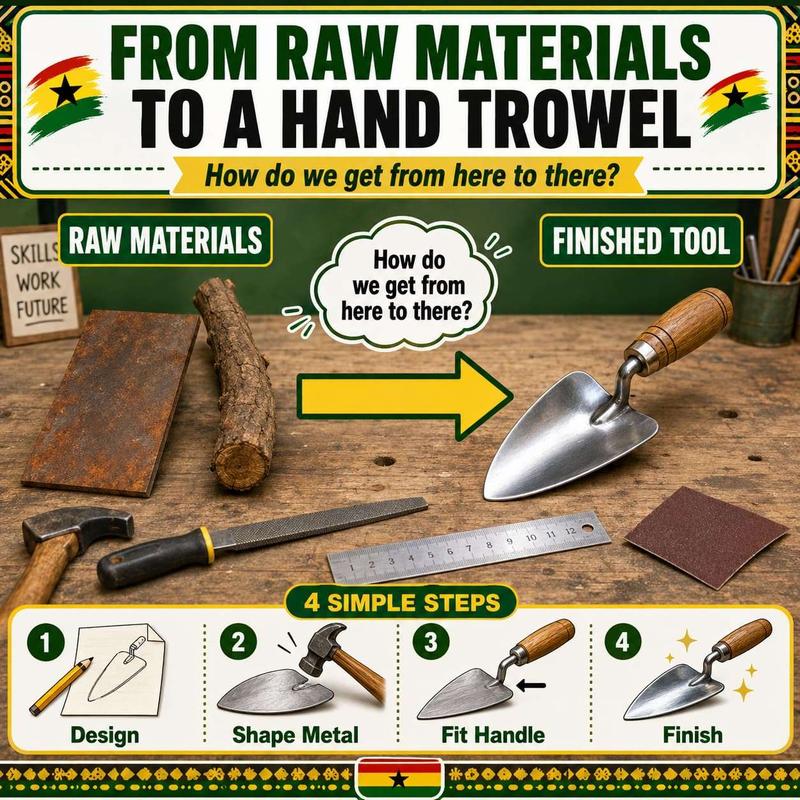 FROM RAW MATERIALS
TO A HAND TROWEL
How do we get from here to there?
SKILLS
WORK
FUTURE
RAW MATERIALS
How do
we get from
here to there?
FINISHED TOOL
1 2 3 4 5 6 7 8 9 10 11 12
4 SIMPLE STEPS
1
Design
2
Shape Metal
3
Fit Handle
4
Finish